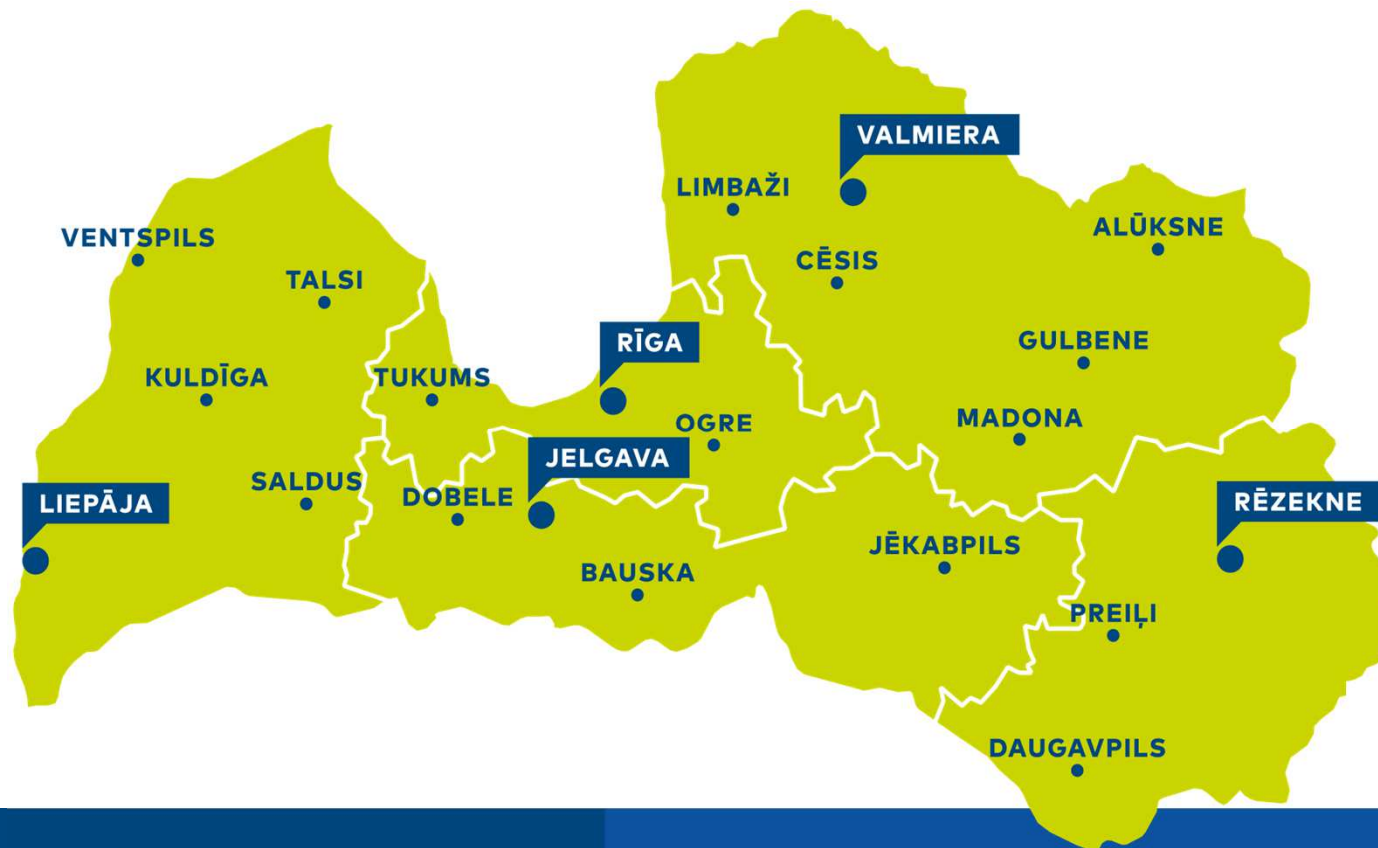 VALMIERA
LIMBAŽI
ALŪKSNE
VENTSPILS
CĒSIS
TALSI
RĪGA
GULBENE
KULDĪGA
TUKUMS
MADONA
OGRE
JELGAVA
SALDUS
DOBELE
LIEPĀJA
RĒZEKNE
JĒKABPILS
BAUSKA
PREIĻI
DAUGAVPILS